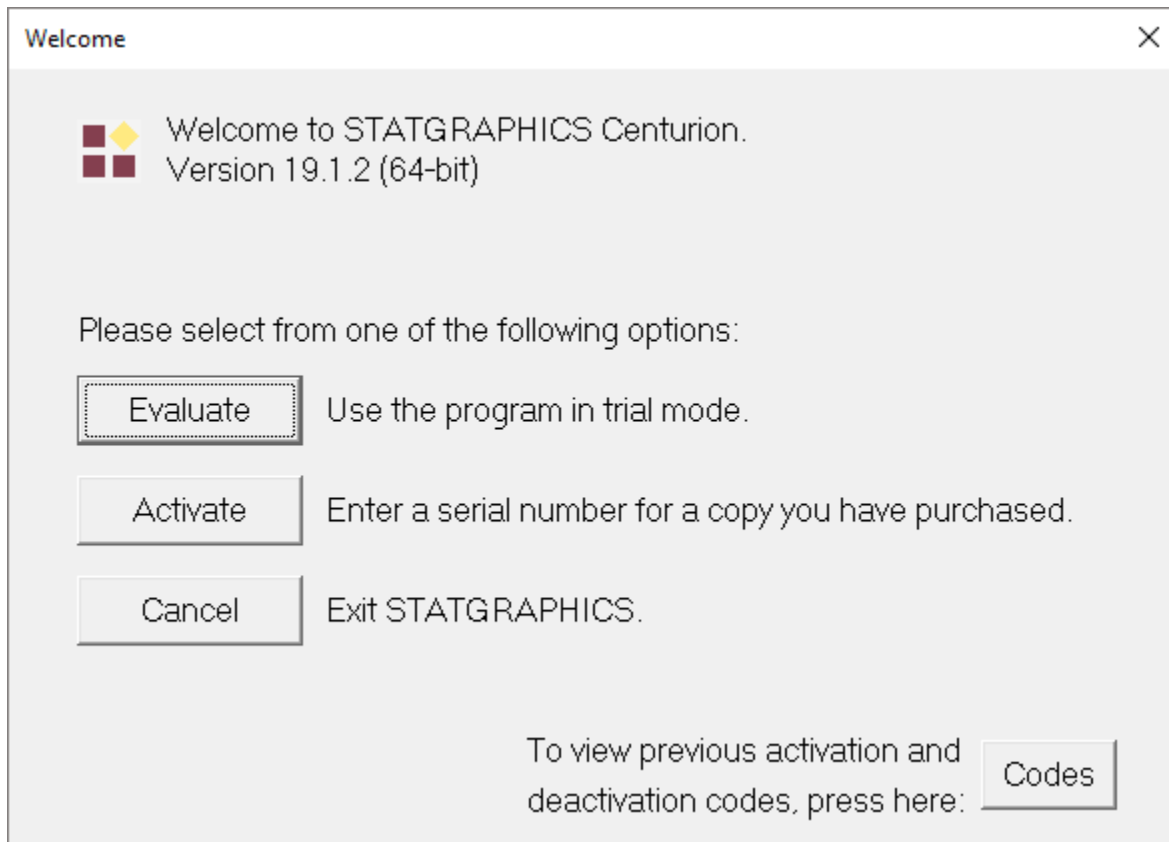 Welcome
Welcome to STATGRAPHICS Centurion.
Version 19.1.2 (64-bit)
Please select from one of the following options:
Evaluate Use the program in trial mode.
Activate Enter a serial number for a copy you have purchased.
Cancel Exit STATGRAPHICS.
To view previous activation and
deactivation codes, press here: Codes